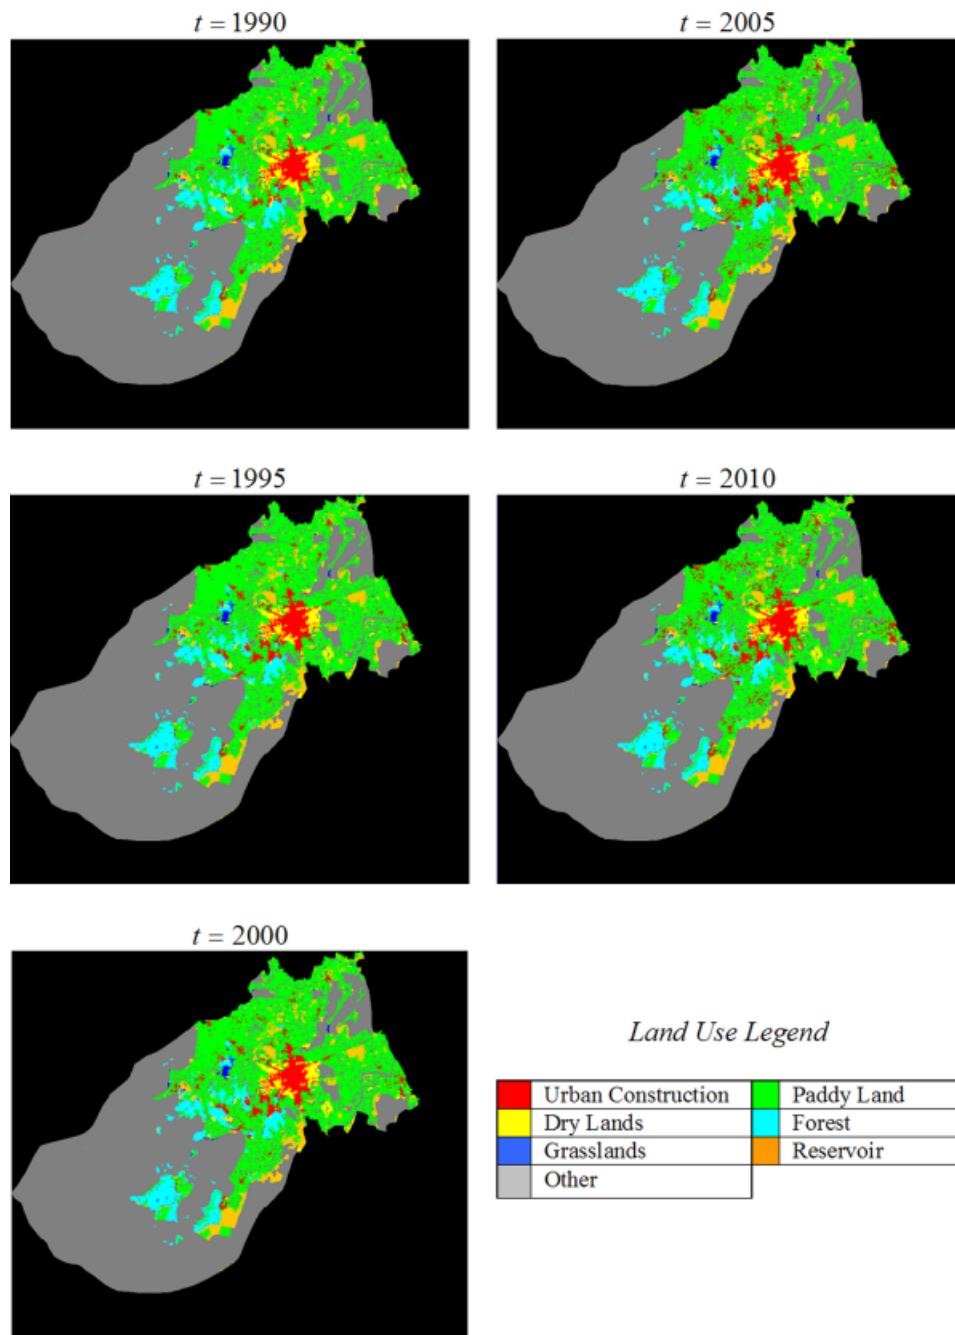 t = 1990
t = 2005
t = 1995
t = 2010
t = 2000
Land Use Legend
Urban Construction Paddy Land
Dry Lands Forest
Grasslands Reservoir
Other